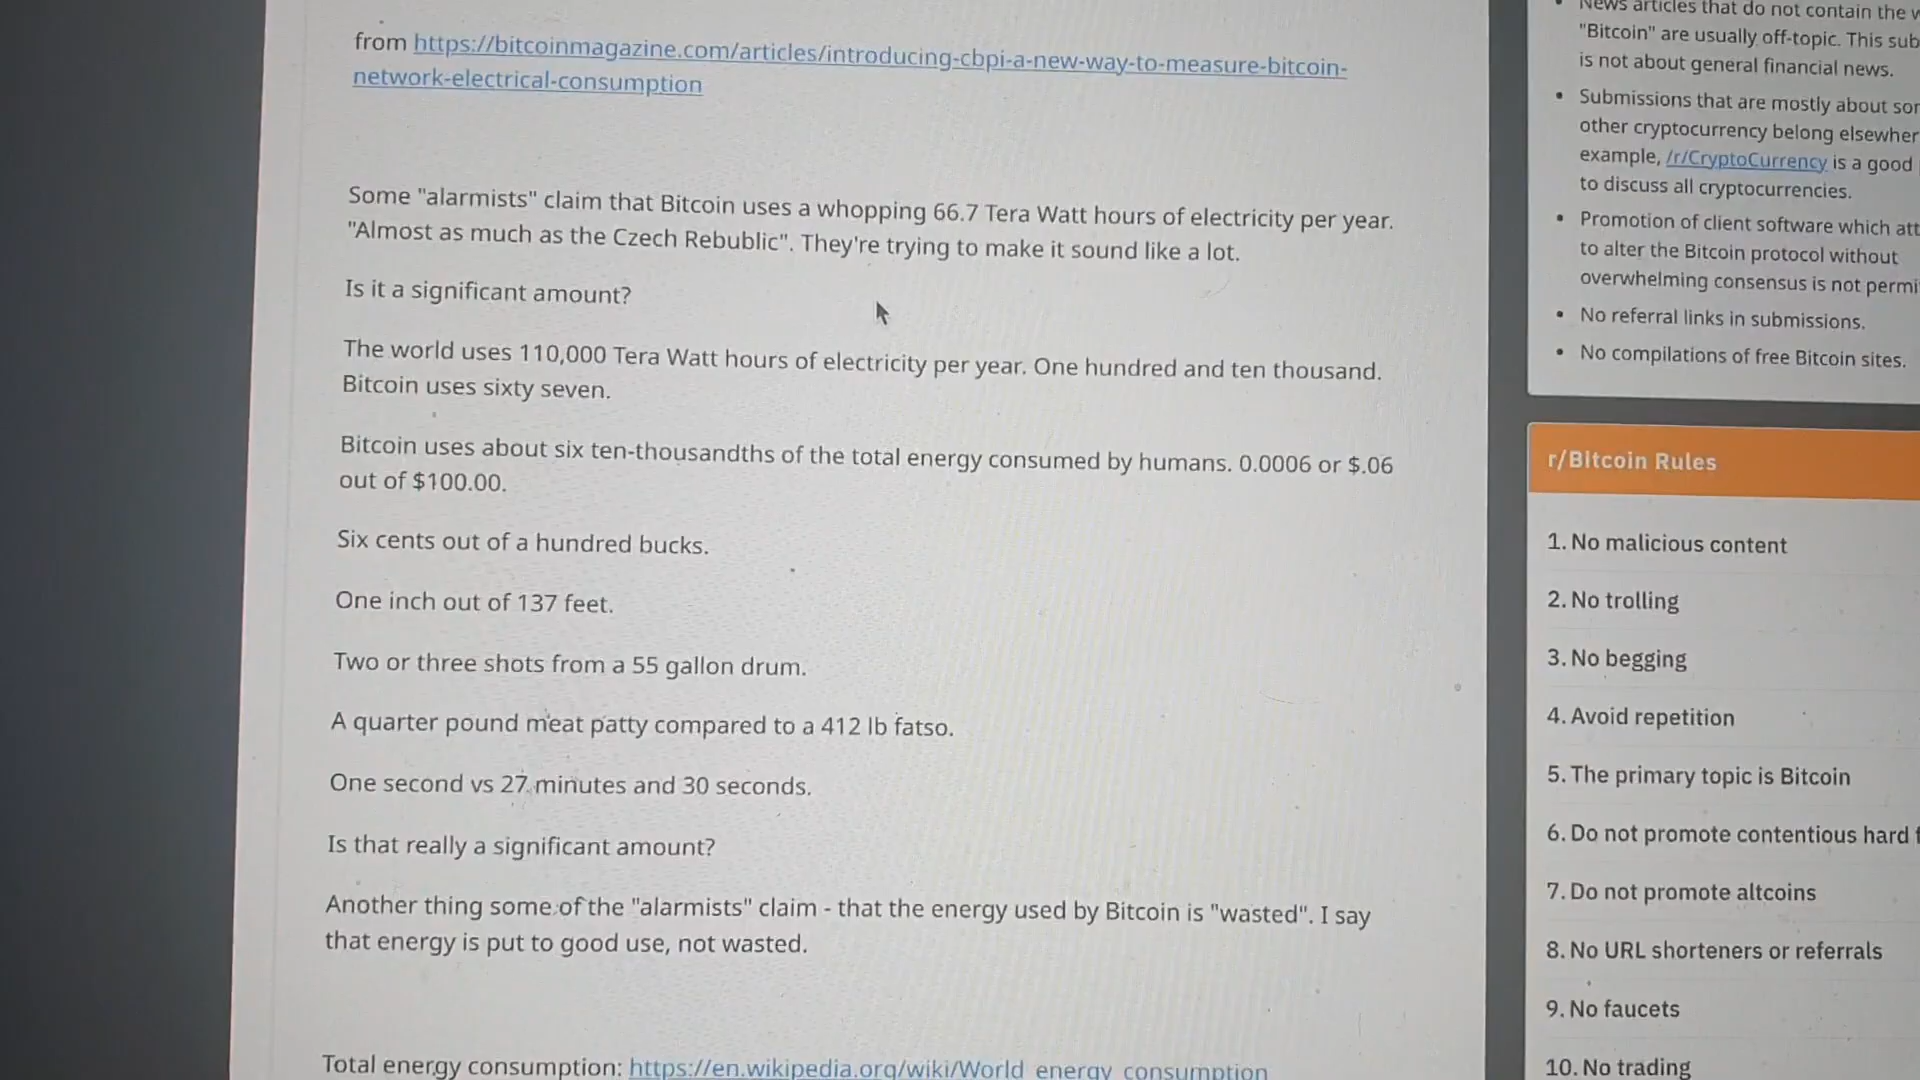 from https://bitcoinmagazine.com/articles/introducing-cbpi-a-new-way-to-measure-bitcoin-
network-electrical-consumption
Some "alarmists" claim that Bitcoin uses a whopping 66.7 Tera Watt hours of electricity per year.
"Almost as much as the Czech Rebublic". They're trying to make it sound like a lot.
Is it a significant amount?
The world uses 110,000 Tera Watt hours of electricity per year. One hundred and ten thousand.
Bitcoin uses sixty seven.
Bitcoin uses about six ten-thousandths of the total energy consumed by humans. 0.0006 or $.06
out of $100.00.
Six cents out of a hundred bucks.
One inch out of 137 feet.
Two or three shots from a 55 gallon drum.
A quarter pound meat patty compared to a 412 lb fatso.
One second vs 27 minutes and 30 seconds.
Is that really a significant amount?
Another thing some of the "alarmists" claim - that the energy used by Bitcoin is "wasted". I say
that energy is put to good use, not wasted.
Total energy consumption: https://en.wikipedia.org/wiki/World_energy_consumption
• News articles that do not contain the
"Bitcoin" are usually off-topic. This sub
is not about general financial news.
• Submissions that are mostly about
other cryptocurrency belong
example, /r/CryptoCurrency is a good
to discuss all cryptocurrencies.
• Promotion of client software which
to alter the Bitcoin protocol without
overwhelming consensus is not
• No referral links in submissions.
• No compilations of free Bitcoin sites.
r/Bitcoin Rules
1. No malicious content
2. No trolling
3. No begging
4. Avoid repetition
5. The primary topic is Bitcoin
6. Do not promote contentious hard
7. Do not promote altcoins
8. No URL shorteners or referrals
9. No faucets
10. No trading